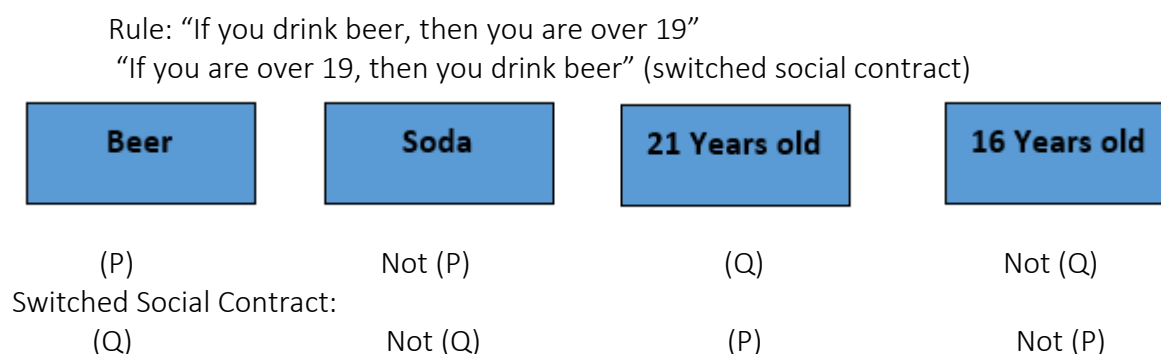 Rule: “If you drink beer, then you are over 19”
“If you are over 19, then you drink beer” (switched social contract)
Beer Soda 21 Years old 16 Years old
(P) Not (P) (Q) Not (Q)
Switched Social Contract:
(Q) Not (Q) (P) Not (P)